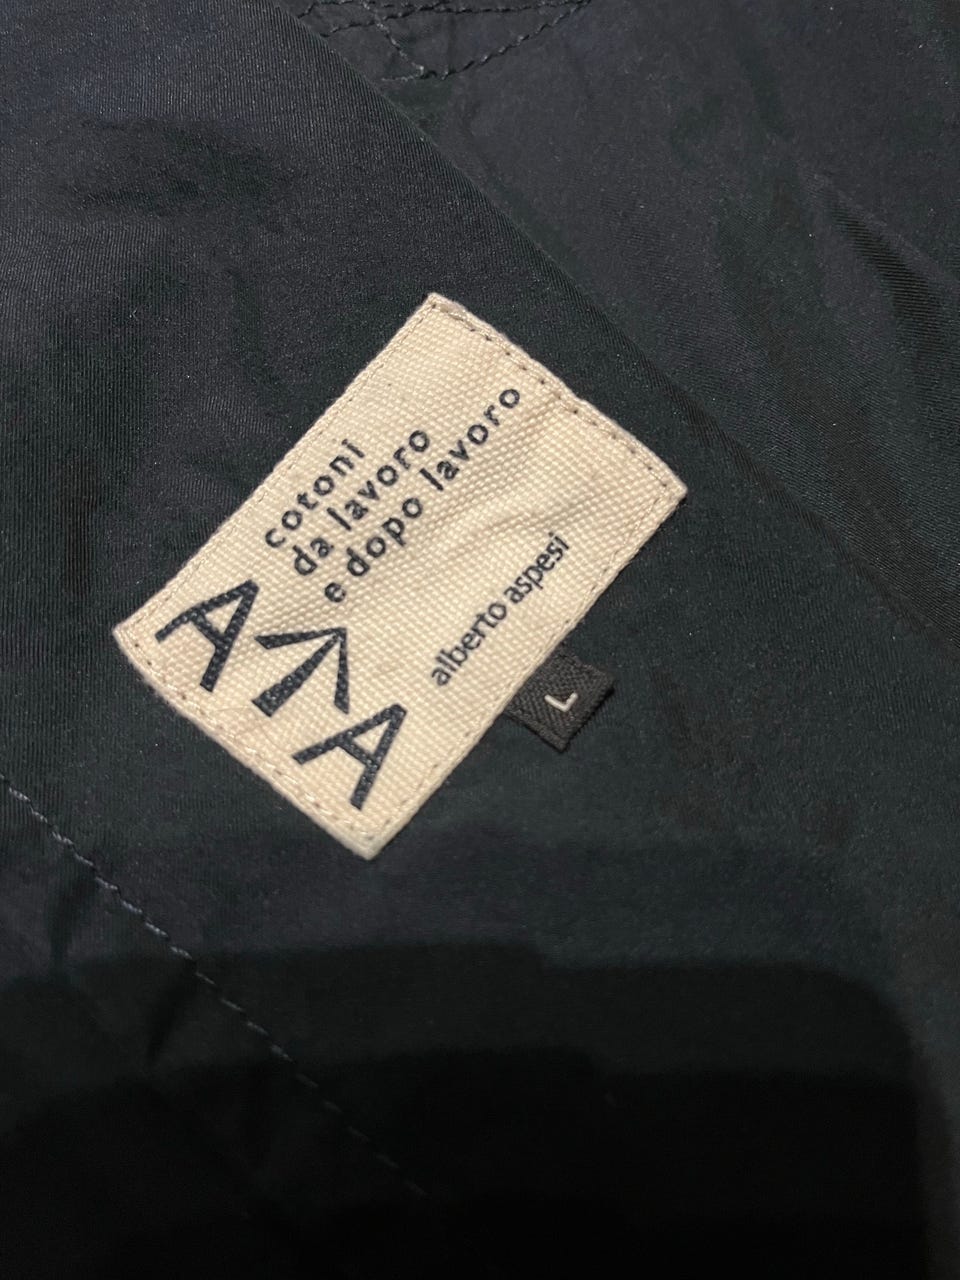 cotoni
da lavoro
e dopo lavoro
A↑A
alberto aspesi
L